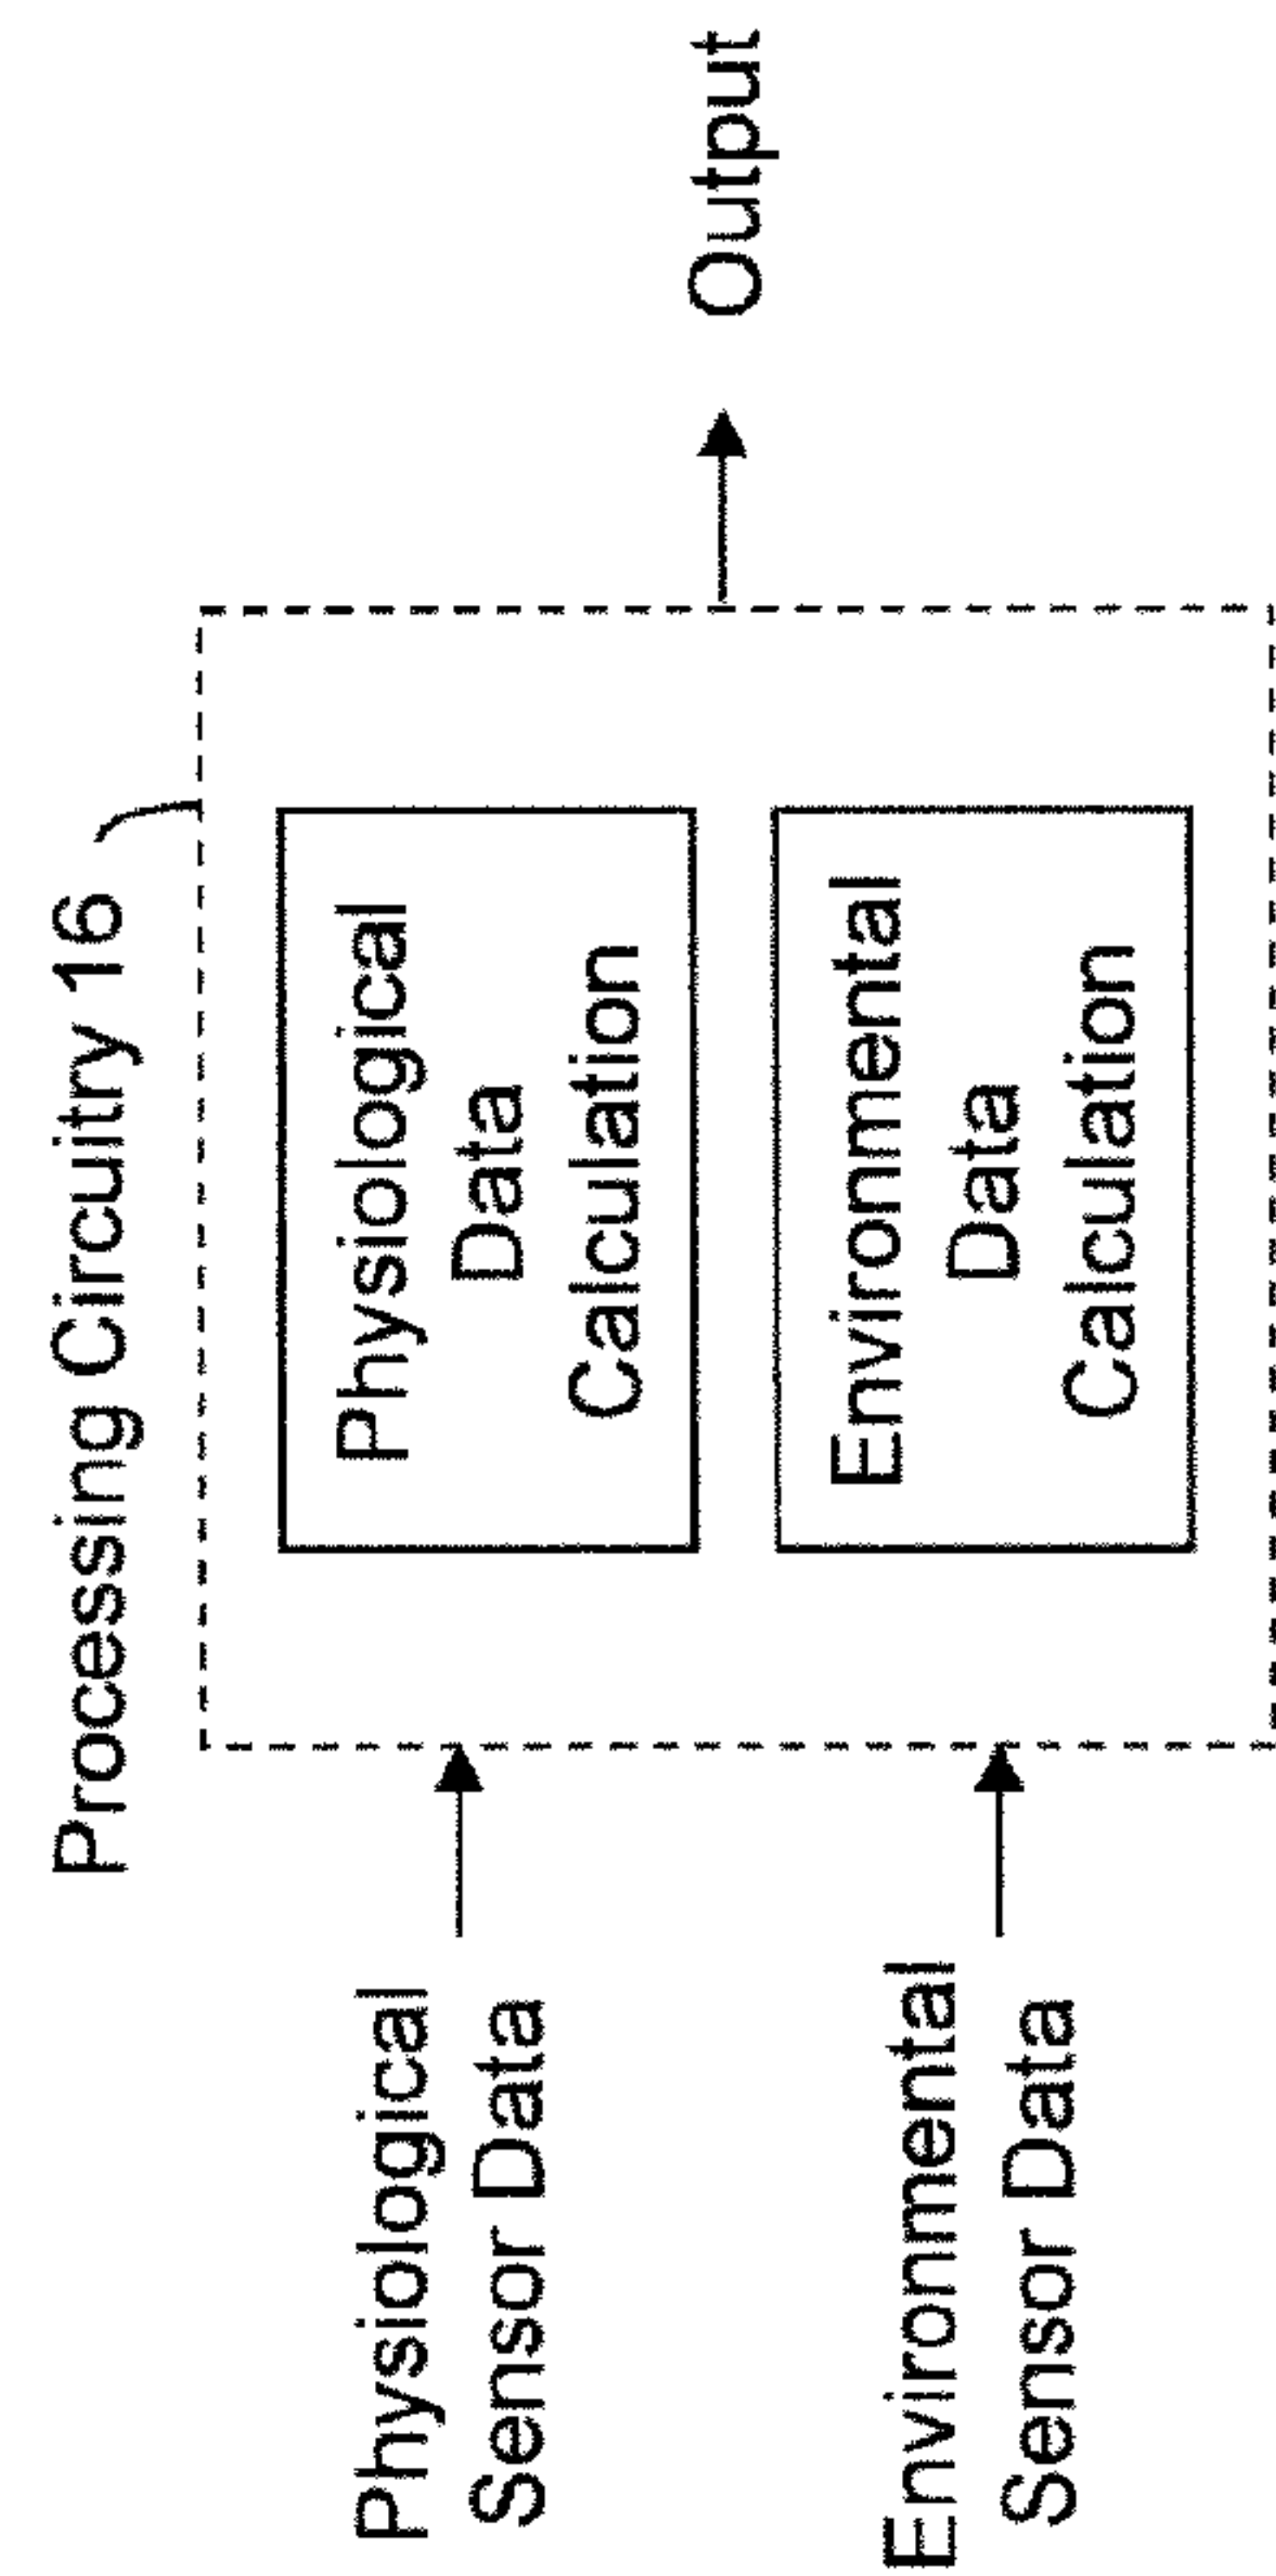 Processing Circuitry 16
Physiological
Sensor Data
Environmental
Sensor Data
Physiological
Data
Calculation
Environmental
Data
Calculation
Output